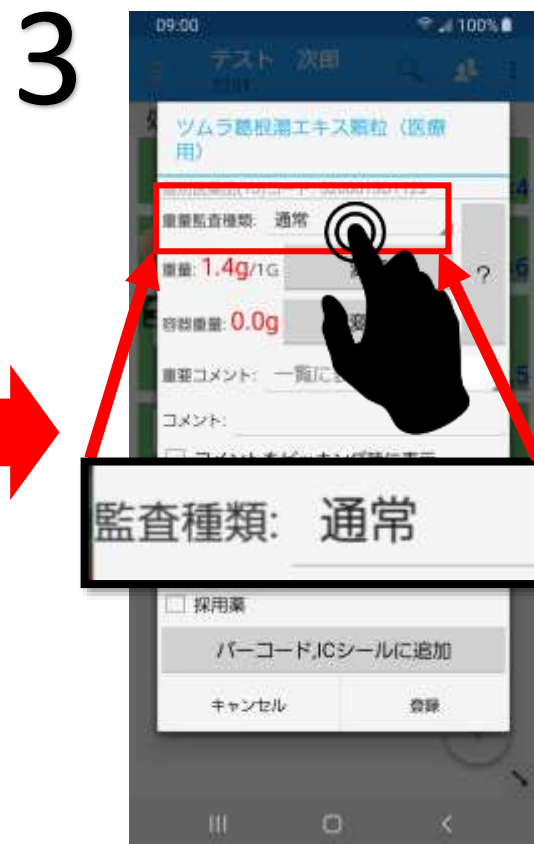 3
09:00
100%
テスト 次郎
ツムラ葛根湯エキス顆粒（医療
用）
重量監査種類: 通常
重量: 1.4g/1G
?
容器重量: 0.0g
変
重要コメント: 一覧に
コメント:
監査種類: 通常
採用薬
バーコード,ICシールに追加
キャンセル 登録